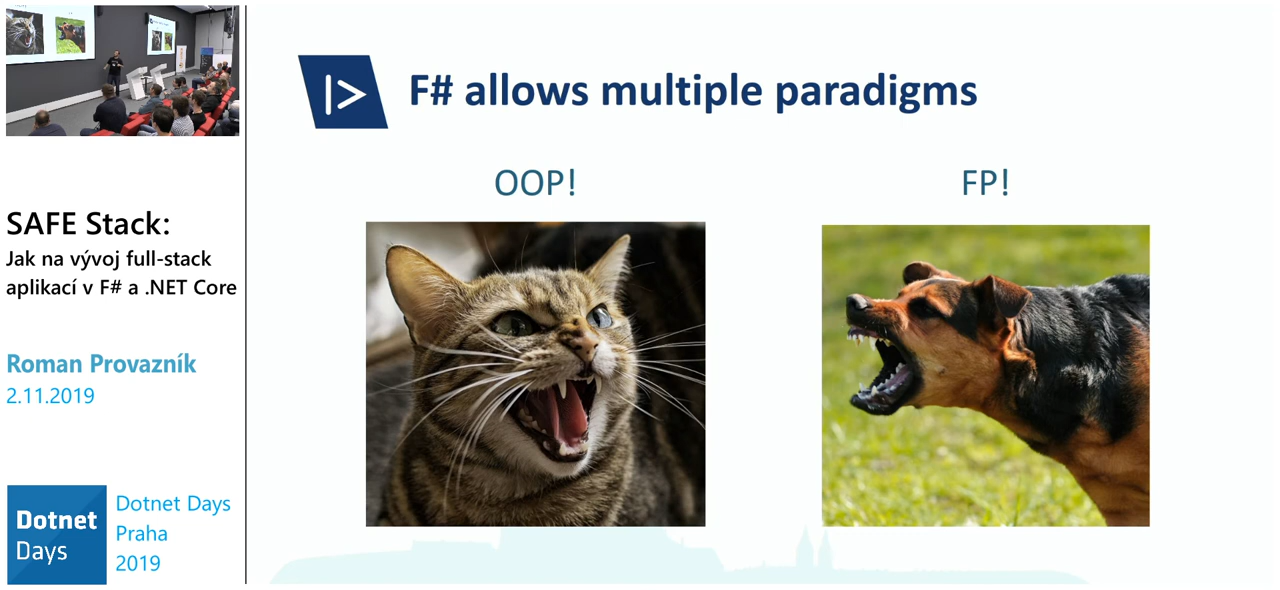 F# allows multiple paradigms
OOP!
FP!
SAFE Stack:
Jak na vývoj full-stack
aplikací v F# a .NET Core
Roman Provazník
2.11.2019
Dotnet
Days
Dotnet Days
Praha
2019